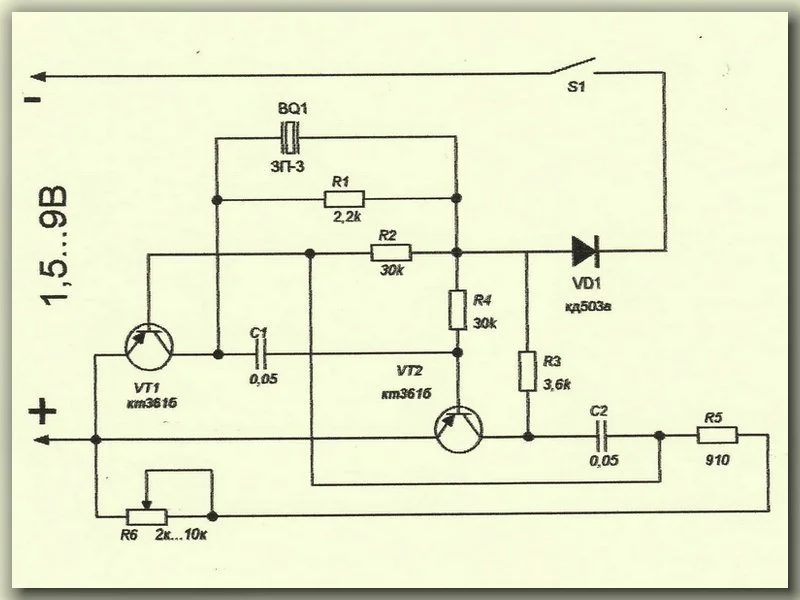 -
S1
BQ1
ЗП-3
R1
2,2k
1,5...9В
R2
30k
VD1
кд503а
R4
30k
C1
0,05
VT1
кт361б
VT2
кт361б
R3
3,6k
+
C2
0,05
R5
910
R6 2к...10к